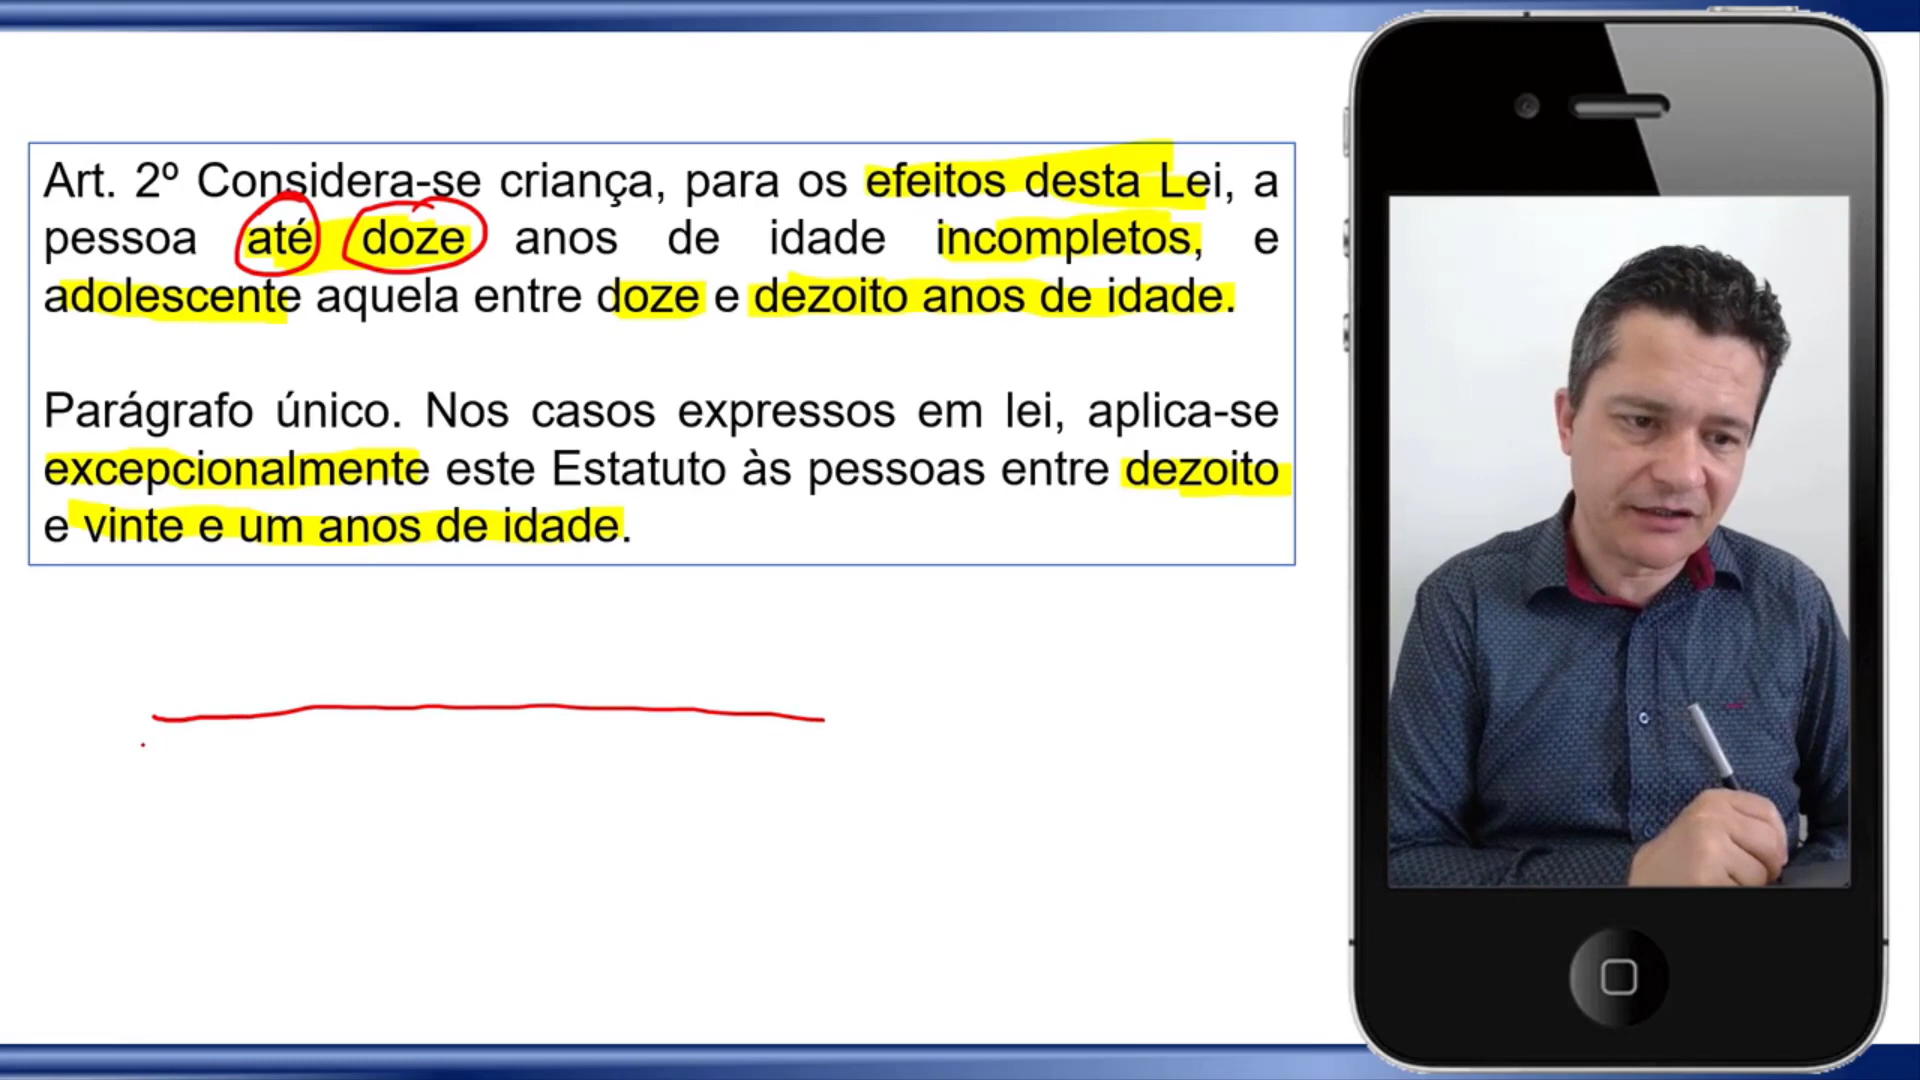 Art. 2º Considera-se criança, para os efeitos desta Lei, a
pessoa até doze anos de idade incompletos, e
adolescente aquela entre doze e dezoito anos de idade.
Parágrafo único. Nos casos expressos em lei, aplica-se
excepcionalmente este Estatuto às pessoas entre dezoito
e vinte e um anos de idade.